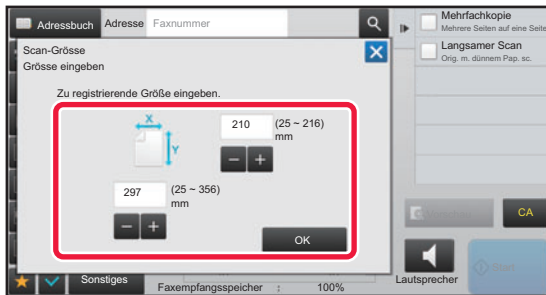 Adressbuch
Adresse
Faxnummer
Mehrfachkopie
Mehrere Seiten auf eine Seite
Scan-Grösse
Grösse eingeben
Langsamer Scan
Orig. m. dünnem Pap. sc.
Zu registrierende Größe eingeben.
X
Y
210
(25 ~ 216)
mm
297
(25 ~ 356)
mm
OK
CA
Start
Sonstiges
Lautsprecher
Faxempfangsspeicher : 100%